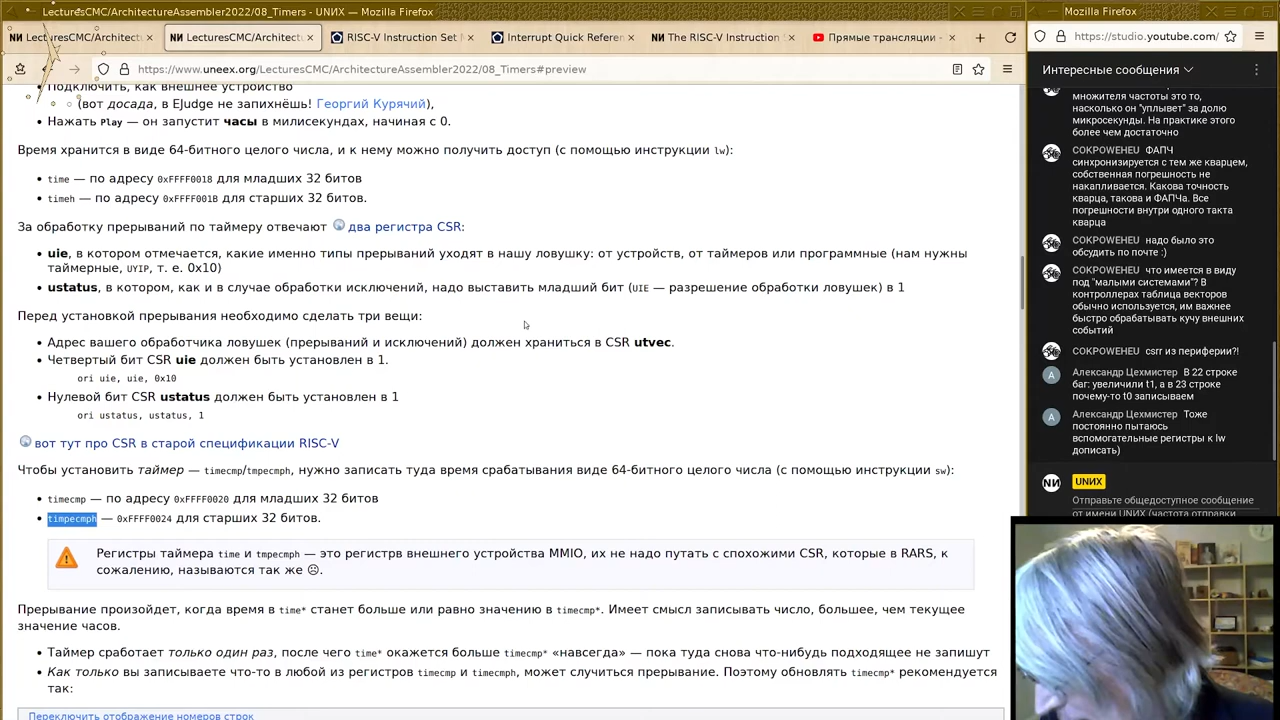 LecturesCMC/ArchitectureAssembler2022/08_Timers - UNИX — Mozilla Firefox
Mozilla Firefox
LecturesCMC/Architectu
LecturesCMC/Architectu
RISC-V Instruction Set M
Interrupt Quick Referen
The RISC-V Instruction S
Прямые трансляции -
https://studio.youtube.com/
https://www.uneex.org/LecturesCMC/ArchitectureAssembler2022/08_Timers#preview
Подключить, как внешнее устройство
(вот досада, в EJudge не запихнёшь! Георгий Курячий),
Нажать Play — он запустит часы в милисекундах, начиная с 0.
Время хранится в виде 64-битного целого числа, и к нему можно получить доступ (с помощью инструкции lw):
time — по адресу 0xFFFF0018 для младших 32 битов
timeh — по адресу 0xFFFF001B для старших 32 битов.
За обработку прерываний по таймеру отвечают два регистра CSR:
uie, в котором отмечается, какие именно типы прерываний уходят в нашу ловушку: от устройств, от таймеров или программные (нам нужны
таймерные, UYIP, т. е. 0x10)
ustatus, в котором, как и в случае обработки исключений, надо выставить младший бит (UIE — разрешение обработки ловушек) в 1
Перед установкой прерывания необходимо сделать три вещи:
Адрес вашего обработчика ловушек (прерываний и исключений) должен храниться в CSR utvec.
Четвертый бит CSR uie должен быть установлен в 1.
ori uie, uie, 0x10
Нулевой бит CSR ustatus должен быть установлен в 1
ori ustatus, ustatus, 1
вот тут про CSR в старой спецификации RISC-V
Чтобы установить таймер — timecmp/tmpecmph, нужно записать туда время срабатывания виде 64-битного целого числа (с помощью инструкции sw):
timecmp — по адресу 0xFFFF0020 для младших 32 битов
timpecmph — 0xFFFF0024 для старших 32 битов.
Регистры таймера time и tmpecmph — это регистрв внешнего устройства MMIO, их не надо путать с спохожими CSR, которые в RARS, к
сожалению, называются так же ☹.
Прерывание произойдет, когда время в time* станет больше или равно значению в timecmp*. Имеет смысл записывать число, большее, чем текущее
значение часов.
Таймер сработает только один раз, после чего time* окажется больше timecmp* «навсегда» — пока туда снова что-нибудь подходящее не запишут
Как только вы записываете что-то в любой из регистров timecmp и timecmph, может случиться прерывание. Поэтому обновлять timecmp* рекомендуется
так:
Переключить отображение номеров строк
Интересные сообщения
множителя частоты это то,
насколько он "уплывет" за долю
микросекунды. На практике этого
более чем достаточно
COKPOWEHEU ФАПЧ
синхронизируется с тем же кварцем,
собственная погрешность не
накапливается. Какова точность
кварца, такова и ФАПЧа. Все
погрешности внутри одного такта
кварца
COKPOWEHEU надо было это
обсудить по почте :)
COKPOWEHEU что имеется в виду
под "малыми системами"? В
контроллерах таблица векторов
обычно используется, им важнее
быстро обрабатывать кучу внешних
событий
COKPOWEHEU csrr из периферии?!
Александр Цехмистер В 22 строке
баг: увеличили t1, а в 23 строке
почему-то t0 записываем
Александр Цехмистер Тоже
постоянно пытаюсь
вспомогательные регистры к lw
дописать)
UNИX
Отправьте общедоступное сообщение
от имени UNИX (частота отправки